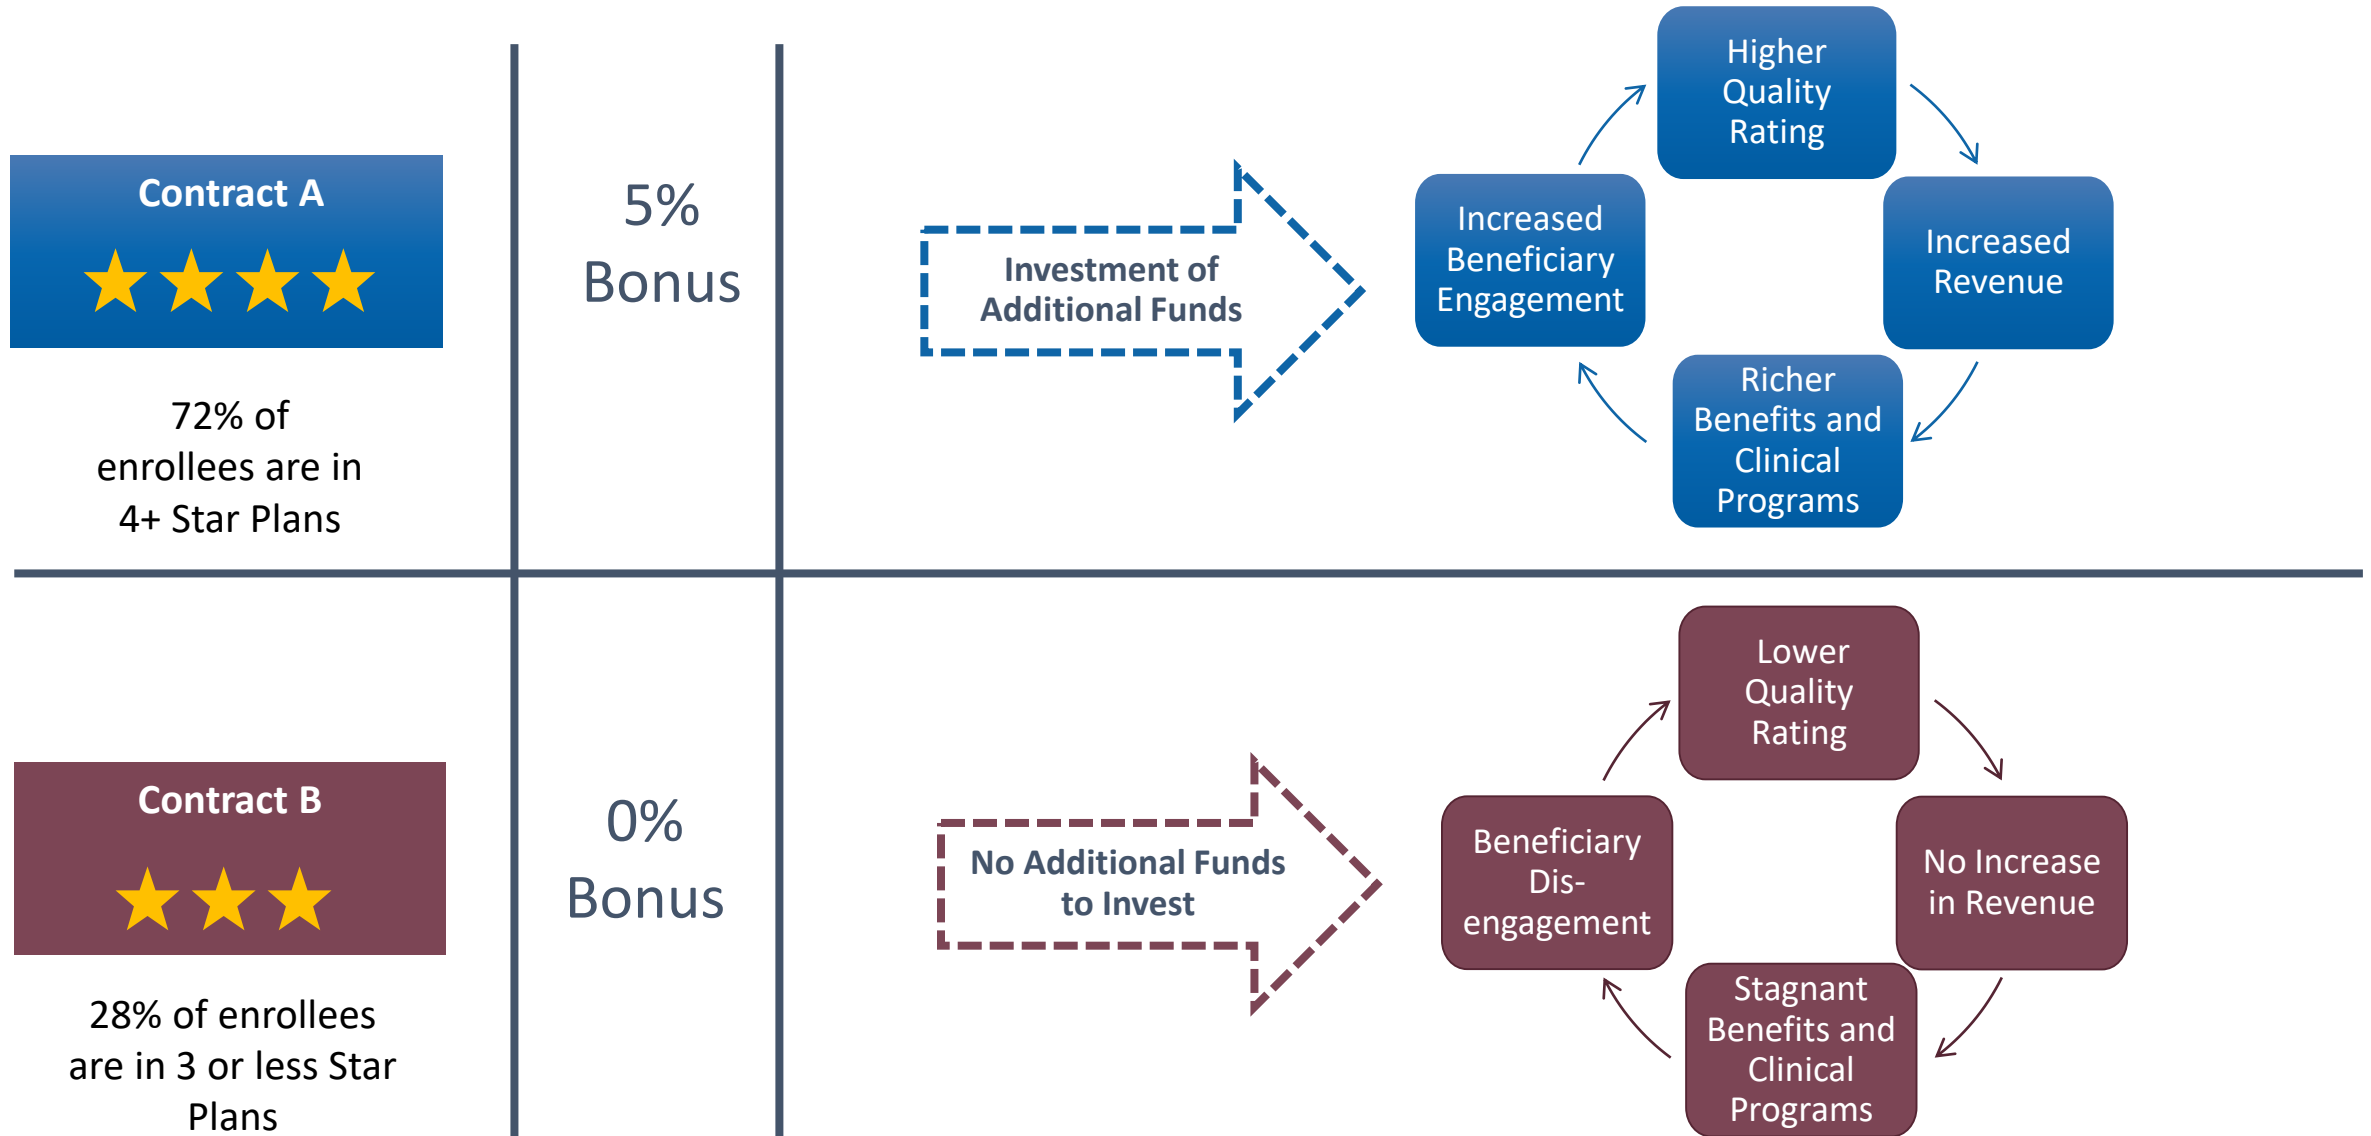 Contract A
72% of
enrollees are in
4+ Star Plans
5%
Bonus
Investment of
Additional Funds
Higher
Quality
Rating
Increased
Revenue
Richer
Benefits and
Clinical
Programs
Increased
Beneficiary
Engagement
Contract B
28% of enrollees
are in 3 or less Star
Plans
0%
Bonus
No Additional Funds
to Invest
Lower
Quality
Rating
No Increase
in Revenue
Stagnant
Benefits and
Clinical
Programs
Beneficiary
Dis-
engagement